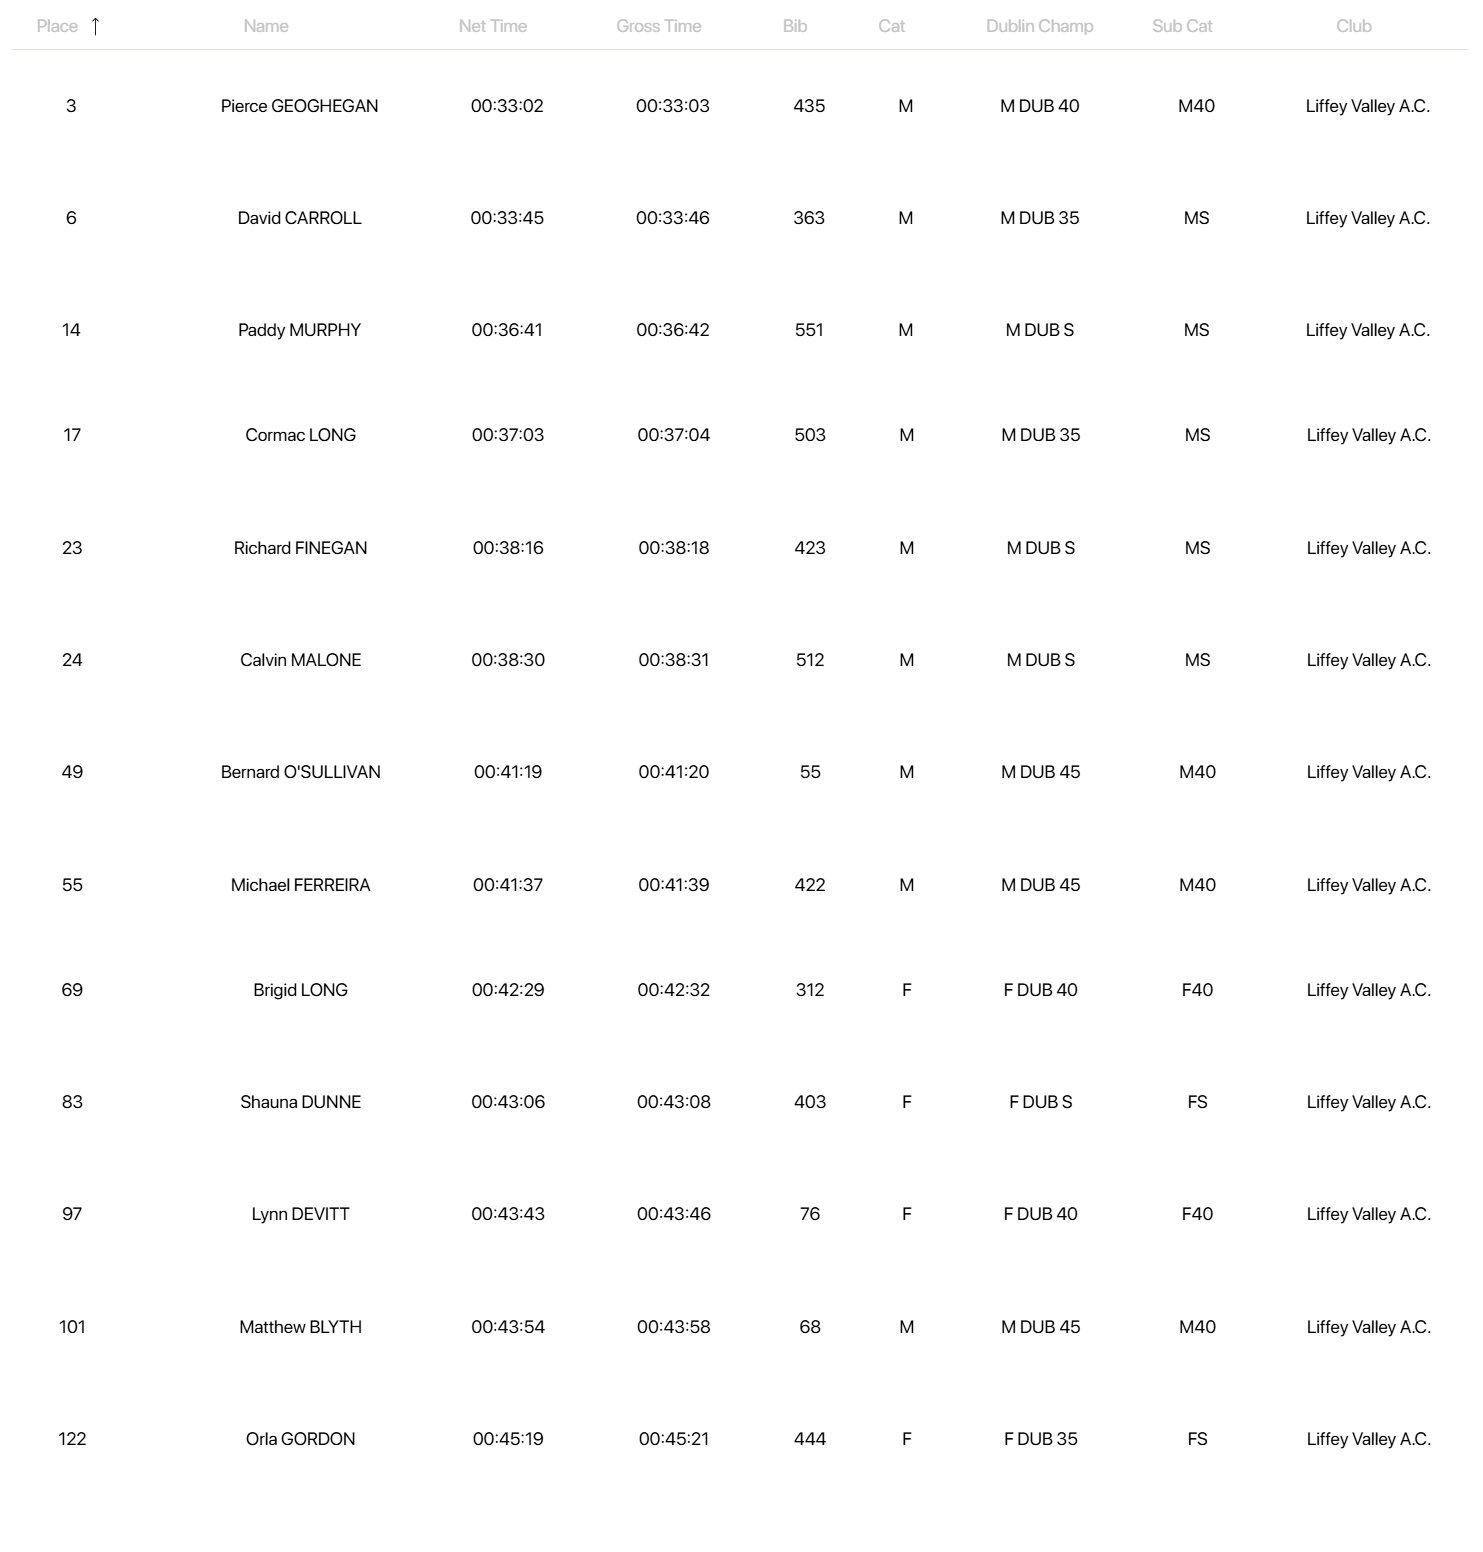 Place ↑ Name Net Time Gross Time Bib Cat Dublin Champ Sub Cat Club
3 Pierce GEOGHEGAN 00:33:02 00:33:03 435 M M DUB 40 M40 Liffey Valley A.C.
6 David CARROLL 00:33:45 00:33:46 363 M M DUB 35 MS Liffey Valley A.C.
14 Paddy MURPHY 00:36:41 00:36:42 551 M M DUB S MS Liffey Valley A.C.
17 Cormac LONG 00:37:03 00:37:04 503 M M DUB 35 MS Liffey Valley A.C.
23 Richard FINEGAN 00:38:16 00:38:18 423 M M DUB S MS Liffey Valley A.C.
24 Calvin MALONE 00:38:30 00:38:31 512 M M DUB S MS Liffey Valley A.C.
49 Bernard O'SULLIVAN 00:41:19 00:41:20 55 M M DUB 45 M40 Liffey Valley A.C.
55 Michael FERREIRA 00:41:37 00:41:39 422 M M DUB 45 M40 Liffey Valley A.C.
69 Brigid LONG 00:42:29 00:42:32 312 F F DUB 40 F40 Liffey Valley A.C.
83 Shauna DUNNE 00:43:06 00:43:08 403 F F DUB S FS Liffey Valley A.C.
97 Lynn DEVITT 00:43:43 00:43:46 76 F F DUB 40 F40 Liffey Valley A.C.
101 Matthew BLYTH 00:43:54 00:43:58 68 M M DUB 45 M40 Liffey Valley A.C.
122 Orla GORDON 00:45:19 00:45:21 444 F F DUB 35 FS Liffey Valley A.C.